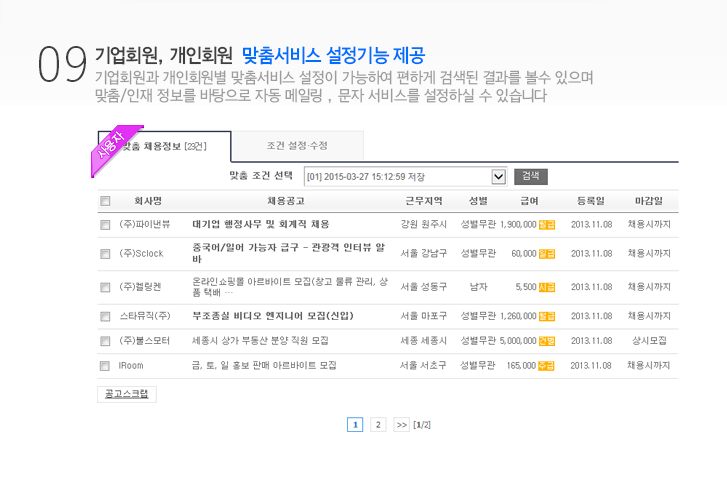 09 기업회원, 개인회원 맞춤서비스 설정기능 제공
기업회원과 개인회원별 맞춤서비스 설정이 가능하여 편하게 검색된 결과를 볼수 있으며
맞춤/인재 정보를 바탕으로 자동 메일링 , 문자 서비스를 설정하실 수 있습니다
사용자
맞춤 채용정보 [23건] 조건 설정·수정
맞춤 조건 선택 [01] 2015-03-27 15:12:59 저장 검색
회사명 채용공고 근무지역 성별 급여 등록일 마감일
(주)파이낸뷰 대기업 행정사무 및 회계직 채용 강원 원주시 성별무관 1,900,000 월급 2013.11.08 채용시까지
(주)Sclock 중국어/일어 가능자 급구 - 관광객 인터뷰 알
바 서울 강남구 성별무관 60,000 일급 2013.11.08 채용시까지
(주)헬링켄 온라인쇼핑몰 아르바이트 모집(창고 물류 관리, 상
품 택배 … 서울 성동구 남자 5,500 시급 2013.11.08 채용시까지
스타뮤직(주) 부조종실 비디오 엔지니어 모집(신입) 서울 마포구 성별무관 1,260,000 월급 2013.11.08 채용시까지
(주)불스모터 세종시 상가 부동산 분양 직원 모집 세종 세종시 성별무관 5,000,000 건별 2013.11.08 상시모집
IRoom 금, 토, 일 홍보 판매 아르바이트 모집 서울 서초구 성별무관 165,000 주급 2013.11.08 채용시까지
공고스크랩
1 2 >> [1/2]